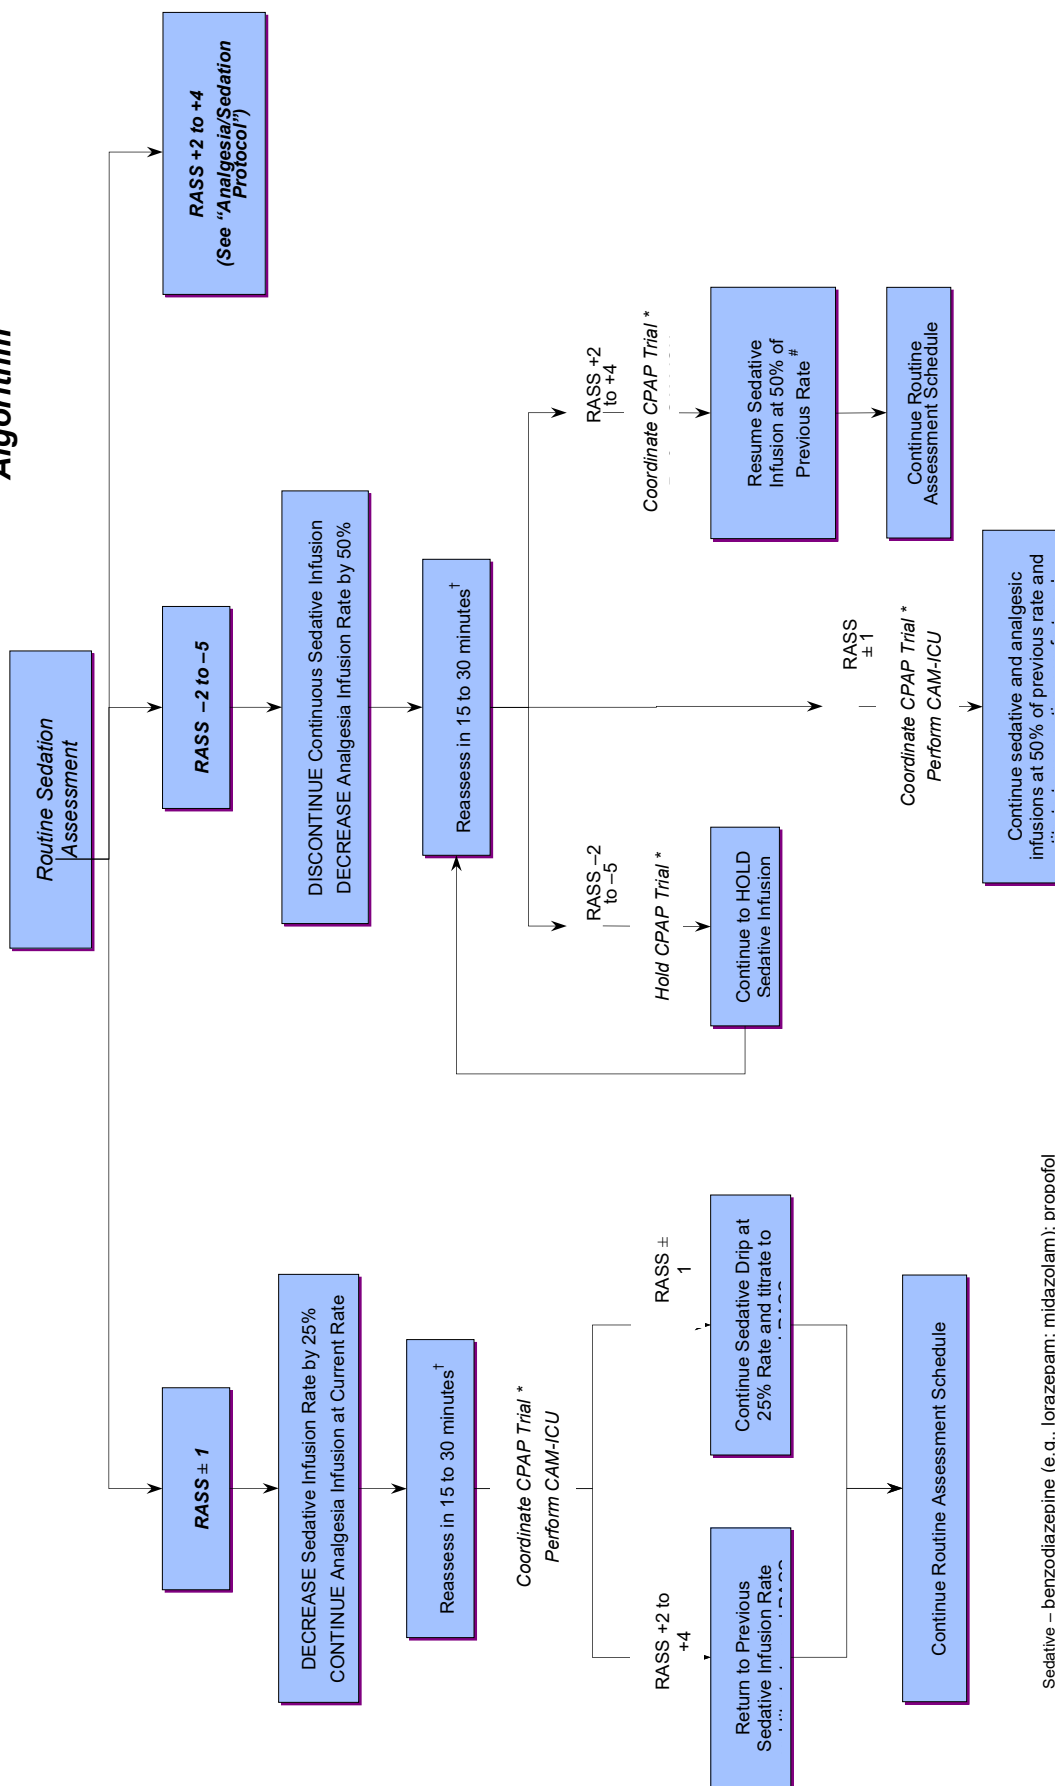 Algorithm
Routine Sedation
Assessment
RASS ± 1
RASS –2 to –5
RASS +2 to +4
(See “Analgesia/Sedation
Protocol”)
DECREASE Sedative Infusion Rate by 25%
CONTINUE Analgesia Infusion at Current Rate
DISCONTINUE Continuous Sedative Infusion
DECREASE Analgesia Infusion Rate by 50%
Reassess in 15 to 30 minutes†
Reassess in 15 to 30 minutes†
Coordinate CPAP Trial *
Perform CAM-ICU
RASS +2 to
+4
RASS ±
1
RASS –2
to –5
RASS +2
to +4
Hold CPAP Trial *
Coordinate CPAP Trial *
Return to Previous
Sedative Infusion Rate
Continue Sedative Drip at
25% Rate and titrate to
Continue to HOLD
Sedative Infusion
Resume Sedative
Infusion at 50% of
Previous Rate #
RASS
± 1
Coordinate CPAP Trial *
Perform CAM-ICU
Continue Routine Assessment Schedule
Continue Routine
Assessment Schedule
Continue sedative and analgesic
infusions at 50% of previous rate and
Sedative – benzodiazepine (e.g., lorazepam; midazolam); propofol